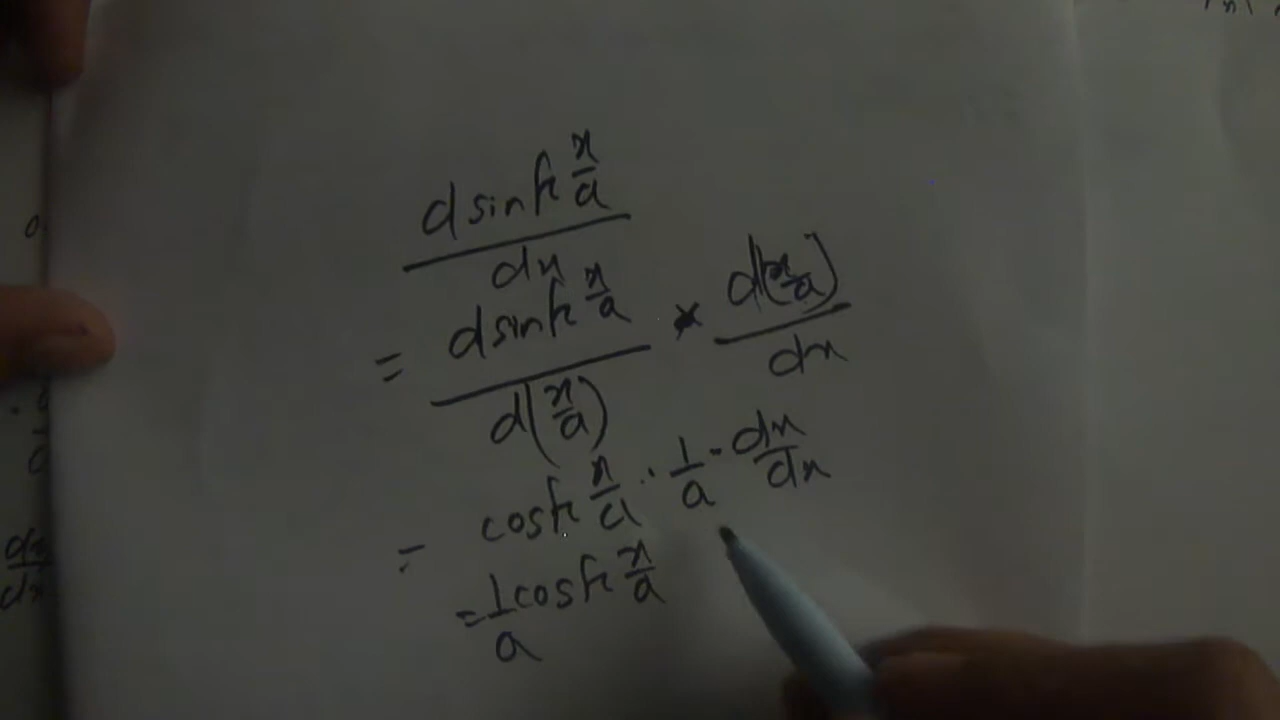 d sinh x/a / dx
= d sinh x/a / d(x/a) × d(x/a) / dx
= cosh x/a · 1/a · dx/dx
= 1/a cosh x/a